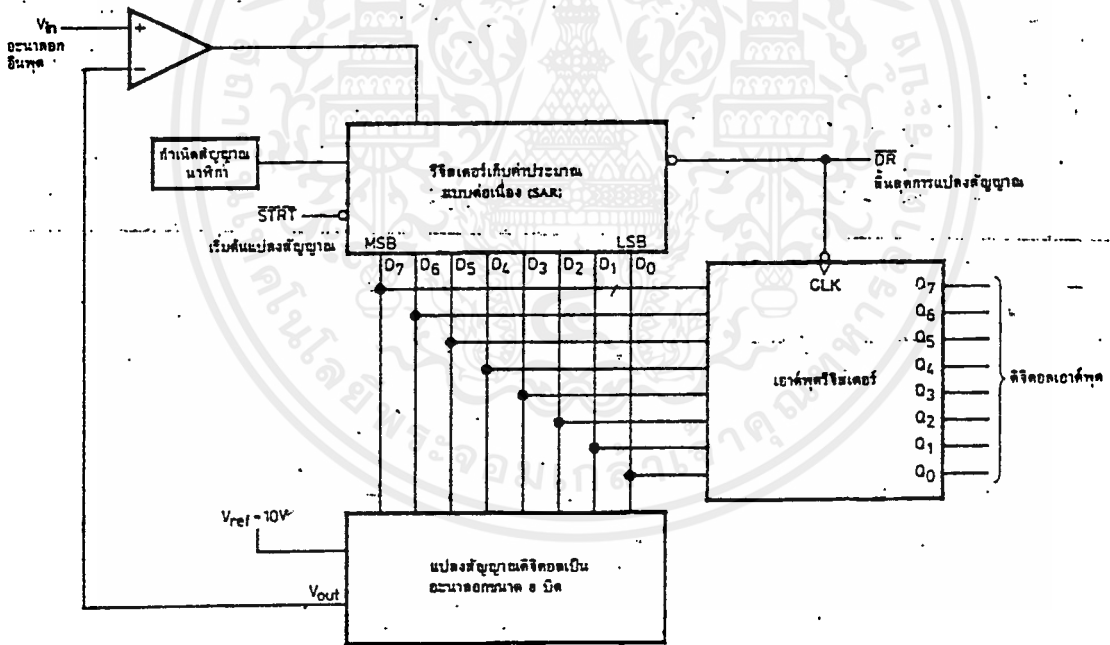 Vin
อะนาลอก
อินพุต
+
−
กำเนิดสัญญาณ
นาฬิกา
รีจิสเตอร์เก็บค่าประมาณ
แบบต่อเนื่อง (SAR)
STRT
เริ่มต้นแปลงสัญญาณ
MSB
LSB
D7 D6 D5 D4 D3 D2 D1 D0
DR
สิ้นสุดการแปลงสัญญาณ
CLK
เอาต์พุตรีจิสเตอร์
Q7
Q6
Q5
Q4
Q3
Q2
Q1
Q0
ดิจิตอลเอาต์พุต
Vref = 10V
Vout
แปลงสัญญาณดิจิตอลเป็น
อะนาลอกขนาด 8 บิต